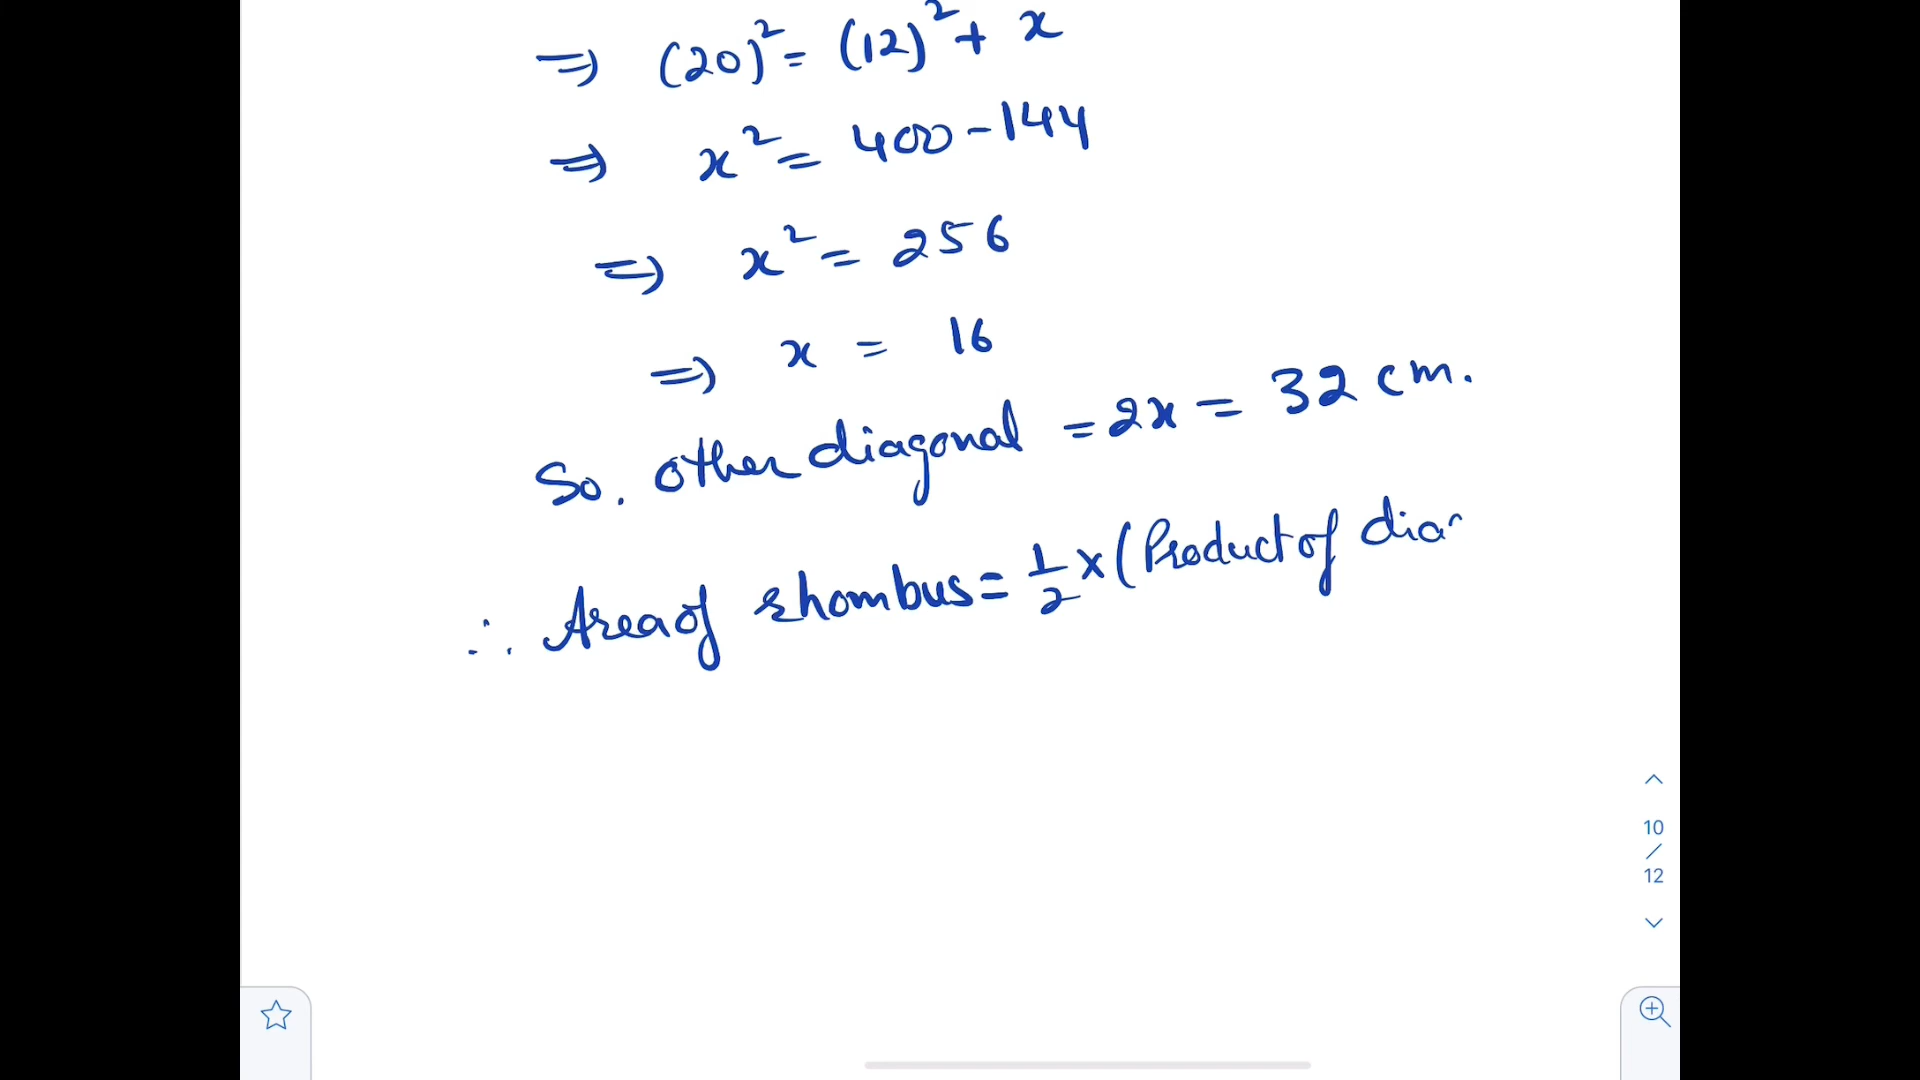 ⇒ (20)² = (12)² + x
⇒ x² = 400 - 144
⇒ x² = 256
⇒ x = 16
So. other diagonal = 2x = 32 cm.
∴ Area of rhombus = 1/2 × (Product of dia
10
/
12